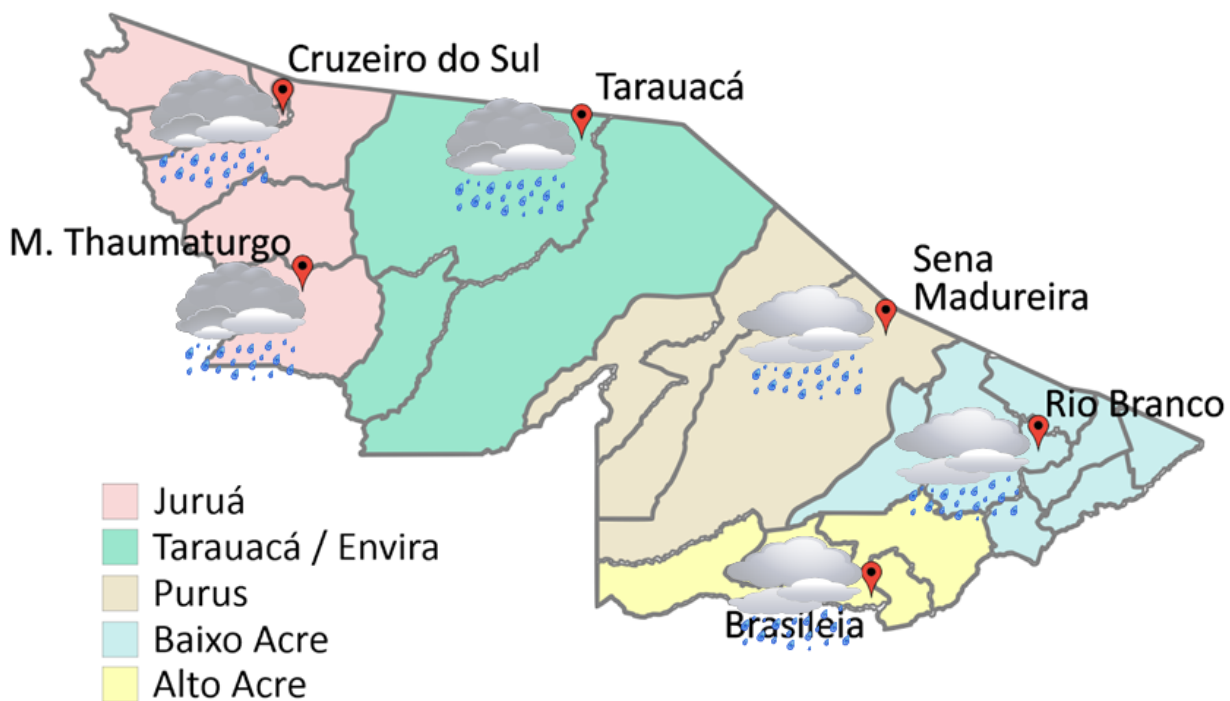 Cruzeiro do Sul
Tarauacá
M. Thaumaturgo
Sena
Madureira
Rio Branco
Brasileia
Juruá
Tarauacá / Envira
Purus
Baixo Acre
Alto Acre